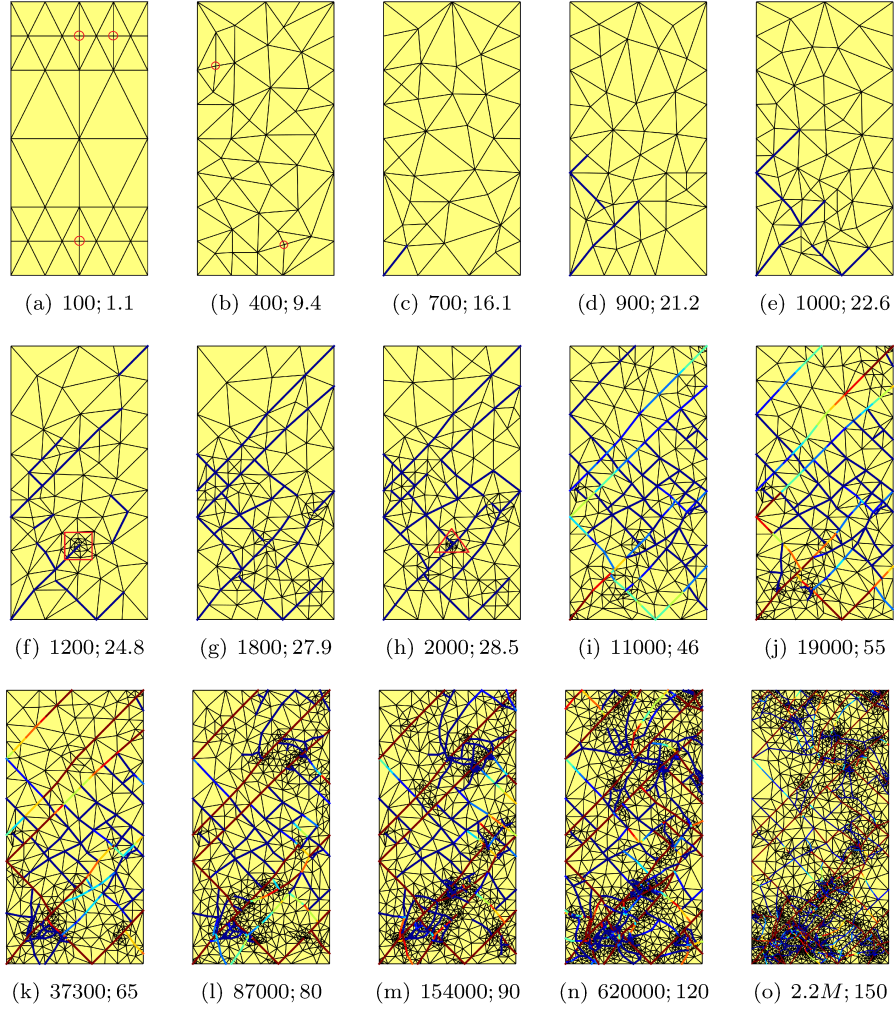 (a) 100; 1.1
(b) 400; 9.4
(c) 700; 16.1
(d) 900; 21.2
(e) 1000; 22.6
(f) 1200; 24.8
(g) 1800; 27.9
(h) 2000; 28.5
(i) 11000; 46
(j) 19000; 55
(k) 37300; 65
(l) 87000; 80
(m) 154000; 90
(n) 620000; 120
(o) 2.2M; 150